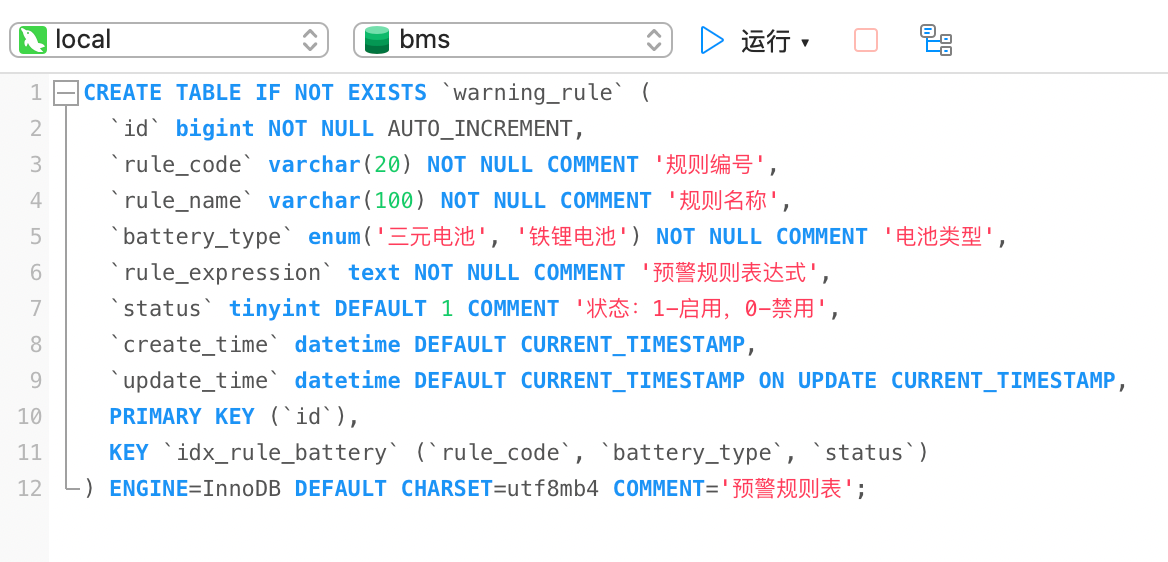 local bms 运行
1 CREATE TABLE IF NOT EXISTS `warning_rule` (
2 `id` bigint NOT NULL AUTO_INCREMENT,
3 `rule_code` varchar(20) NOT NULL COMMENT '规则编号',
4 `rule_name` varchar(100) NOT NULL COMMENT '规则名称',
5 `battery_type` enum('三元电池', '铁锂电池') NOT NULL COMMENT '电池类型',
6 `rule_expression` text NOT NULL COMMENT '预警规则表达式',
7 `status` tinyint DEFAULT 1 COMMENT '状态：1-启用，0-禁用',
8 `create_time` datetime DEFAULT CURRENT_TIMESTAMP,
9 `update_time` datetime DEFAULT CURRENT_TIMESTAMP ON UPDATE CURRENT_TIMESTAMP,
10 PRIMARY KEY (`id`),
11 KEY `idx_rule_battery` (`rule_code`, `battery_type`, `status`)
12 ) ENGINE=InnoDB DEFAULT CHARSET=utf8mb4 COMMENT='预警规则表';